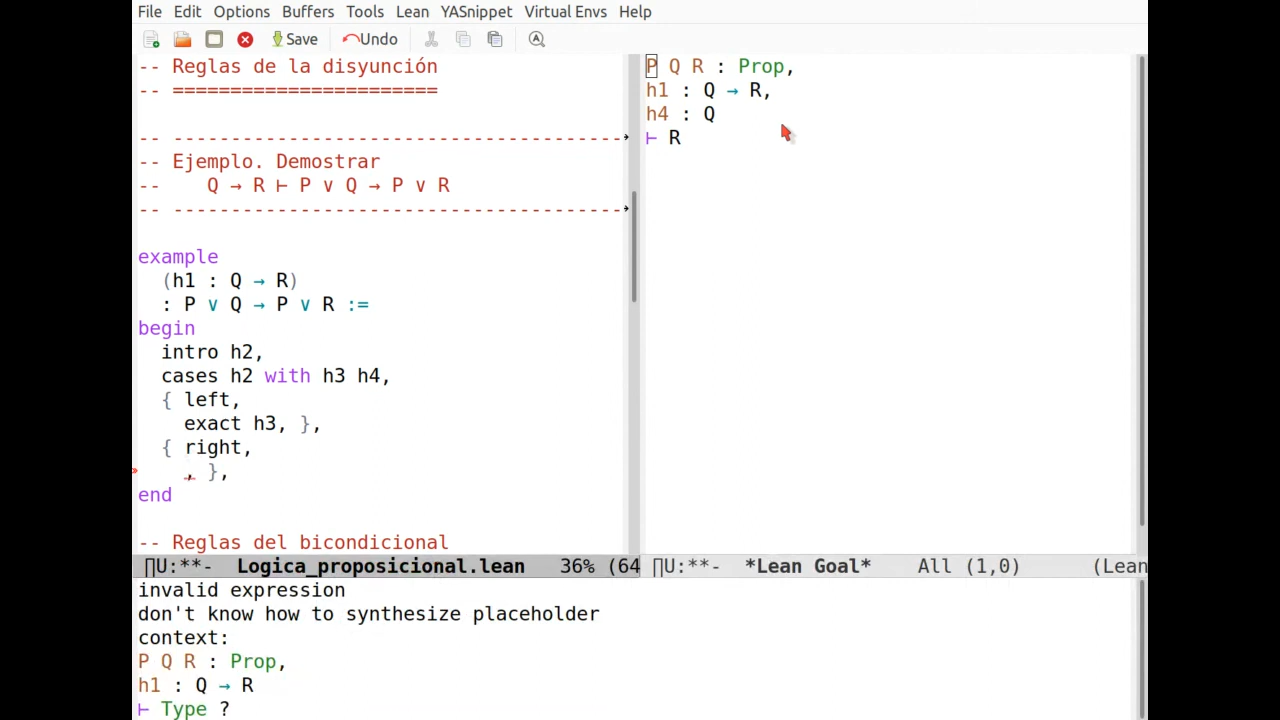 File Edit Options Buffers Tools Lean YASnippet Virtual Envs Help
Save Undo
-- Reglas de la disyunción
-- =======================
-- ---------------------------------------
-- Ejemplo. Demostrar
--    Q → R ⊢ P ∨ Q → P ∨ R
-- ---------------------------------------
example
  (h1 : Q → R)
  : P ∨ Q → P ∨ R :=
begin
  intro h2,
  cases h2 with h3 h4,
  { left,
    exact h3, },
  { right,
    , },
end
-- Reglas del bicondicional
∏U:**-  Logica_proposicional.lean   36% (64
P Q R : Prop,
h1 : Q → R,
h4 : Q
⊢ R
∏U:**-  *Lean Goal*    All (1,0)     (Lean
invalid expression
don't know how to synthesize placeholder
context:
P Q R : Prop,
h1 : Q → R
⊢ Type ?